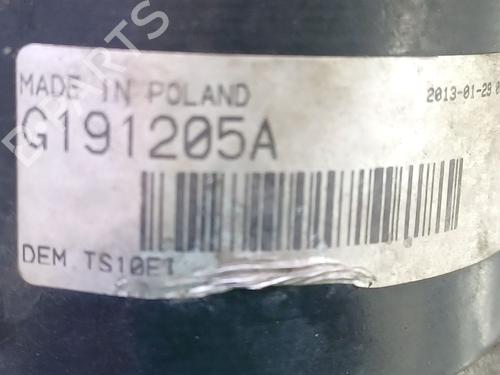 MADE IN POLAND
2013-01-29
G191205A
DEM TS10E1